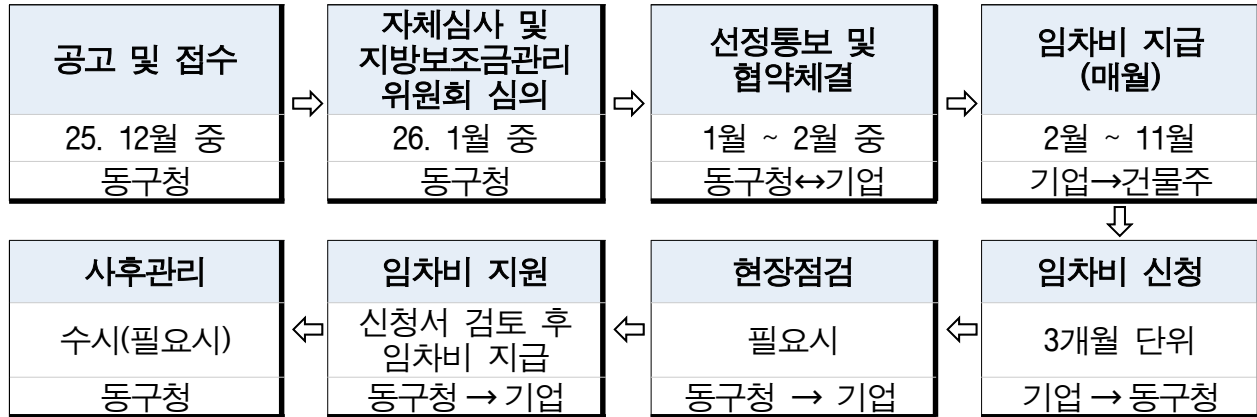 공고 및 접수
25. 12월 중
동구청
⇨
자체심사 및
지방보조금관리
위원회 심의
26. 1월 중
동구청
⇨
선정통보 및
협약체결
1월 ~ 2월 중
동구청↔기업
⇨
임차비 지급
(매월)
2월 ~ 11월
기업→건물주
⇩
임차비 신청
3개월 단위
기업 → 동구청
⇦
현장점검
필요시
동구청 → 기업
⇦
임차비 지원
신청서 검토 후
임차비 지급
동구청 → 기업
⇦
사후관리
수시(필요시)
동구청